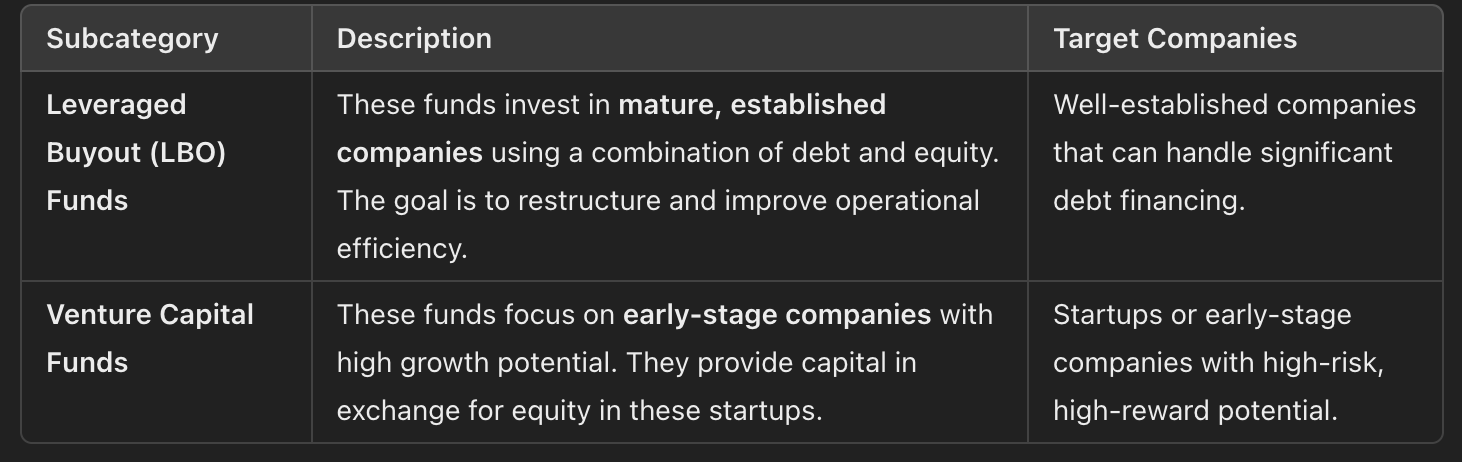 Subcategory
Description
Target Companies
Leveraged
Buyout (LBO)
Funds
These funds invest in mature, established
companies using a combination of debt and equity.
The goal is to restructure and improve operational
efficiency.
Well-established companies
that can handle significant
debt financing.
Venture Capital
Funds
These funds focus on early-stage companies with
high growth potential. They provide capital in
exchange for equity in these startups.
Startups or early-stage
companies with high-risk,
high-reward potential.